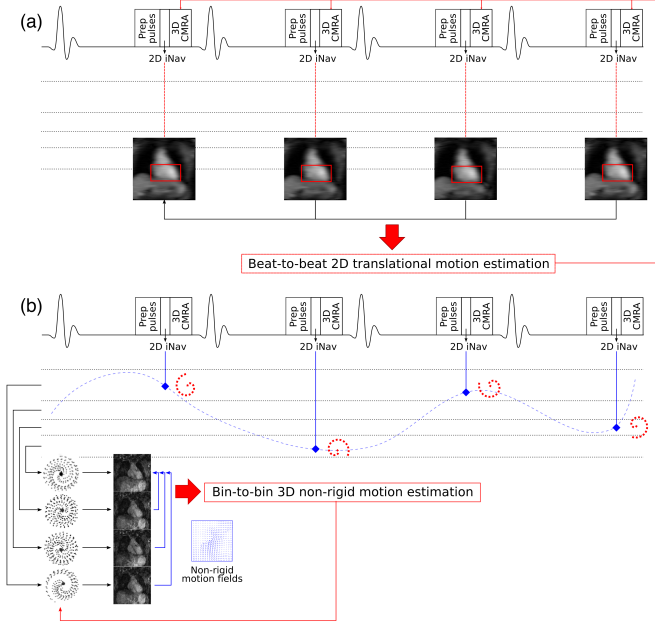 (a)
Prep
pulses
3D
CMRA
Prep
pulses
3D
CMRA
Prep
pulses
3D
CMRA
Prep
pulses
3D
CMRA
2D iNav
2D iNav
2D iNav
2D iNav
Beat-to-beat 2D translational motion estimation
(b)
Prep
pulses
3D
CMRA
Prep
pulses
3D
CMRA
Prep
pulses
3D
CMRA
Prep
pulses
3D
CMRA
2D iNav
2D iNav
2D iNav
2D iNav
Bin-to-bin 3D non-rigid motion estimation
Non-rigid
motion fields